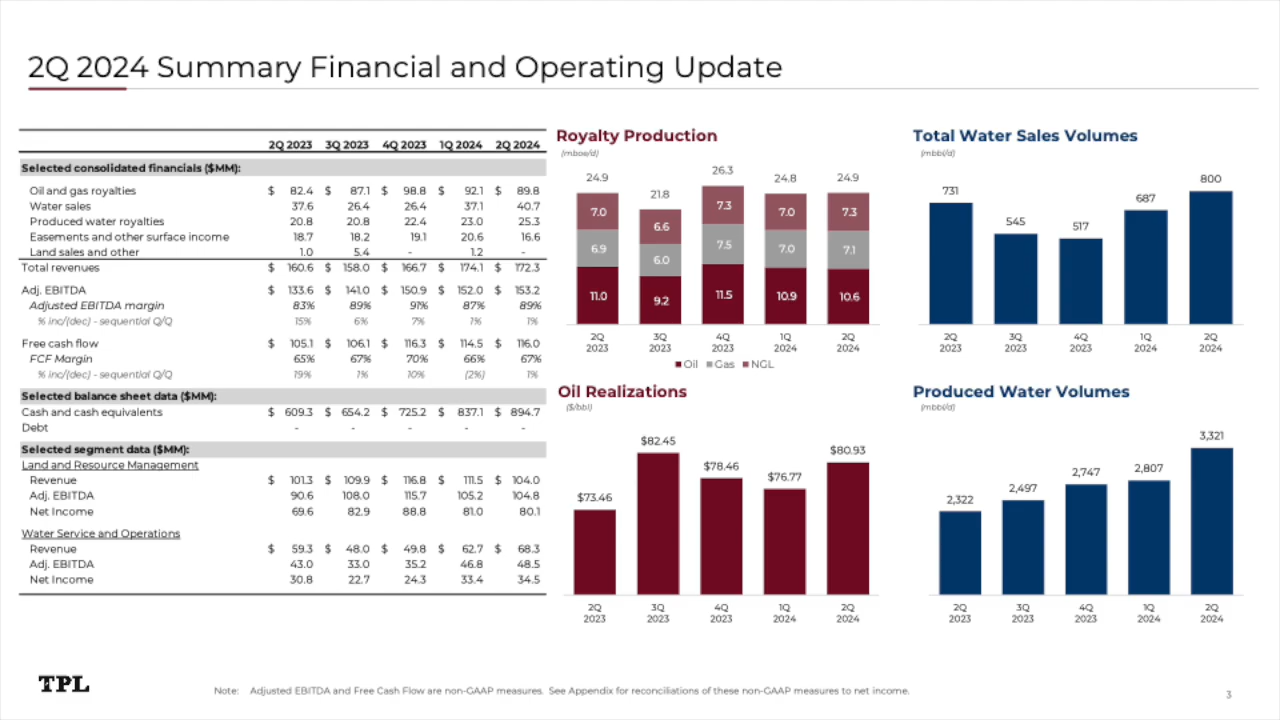 2Q 2024 Summary Financial and Operating Update
2Q 2023 3Q 2023 4Q 2023 1Q 2024 2Q 2024
Selected consolidated financials ($MM):
Oil and gas royalties $ 82.4 $ 87.1 $ 98.8 $ 92.1 $ 89.8
Water sales 37.6 26.4 26.4 37.1 40.7
Produced water royalties 20.8 20.8 22.4 23.0 25.3
Easements and other surface income 18.7 18.2 19.1 20.6 16.6
Land sales and other 1.0 5.4 - 1.2 -
Total revenues $ 160.6 $ 158.0 $ 166.7 $ 174.1 $ 172.3
Adj. EBITDA $ 133.6 $ 141.0 $ 150.9 $ 152.0 $ 153.2
Adjusted EBITDA margin 83% 89% 91% 87% 89%
% inc/(dec) - sequential Q/Q 15% 6% 7% 1% 1%
Free cash flow $ 105.1 $ 106.1 $ 116.3 $ 114.5 $ 116.0
FCF Margin 65% 67% 70% 66% 67%
% inc/(dec) - sequential Q/Q 19% 1% 10% (2%) 1%
Selected balance sheet data ($MM):
Cash and cash equivalents $ 609.3 $ 654.2 $ 725.2 $ 837.1 $ 894.7
Debt - - - - -
Selected segment data ($MM):
Land and Resource Management
Revenue $ 101.3 $ 109.9 $ 116.8 $ 111.5 $ 104.0
Adj. EBITDA 90.6 108.0 115.7 105.2 104.8
Net Income 69.6 82.9 88.8 81.0 80.1
Water Service and Operations
Revenue $ 59.3 $ 48.0 $ 49.8 $ 62.7 $ 68.3
Adj. EBITDA 43.0 33.0 35.2 46.8 48.5
Net Income 30.8 22.7 24.3 33.4 34.5
Royalty Production
(mboe/d)
24.9 21.8 26.3 24.8 24.9
7.0 6.6 7.3 7.0 7.3
6.9 6.0 7.5 7.0 7.1
11.0 9.2 11.5 10.9 10.6
2Q 3Q 4Q 1Q 2Q
2023 2023 2023 2024 2024
Oil Gas NGL
Total Water Sales Volumes
(mbbl/d)
731 545 517 687 800
2Q 3Q 4Q 1Q 2Q
2023 2023 2023 2024 2024
Oil Realizations
($/bbl)
$73.46 $82.45 $78.46 $76.77 $80.93
2Q 3Q 4Q 1Q 2Q
2023 2023 2023 2024 2024
Produced Water Volumes
(mbbl/d)
2,322 2,497 2,747 2,807 3,321
2Q 3Q 4Q 1Q 2Q
2023 2023 2023 2024 2024
TPL
Note: Adjusted EBITDA and Free Cash Flow are non-GAAP measures. See Appendix for reconciliations of these non-GAAP measures to net income.
3